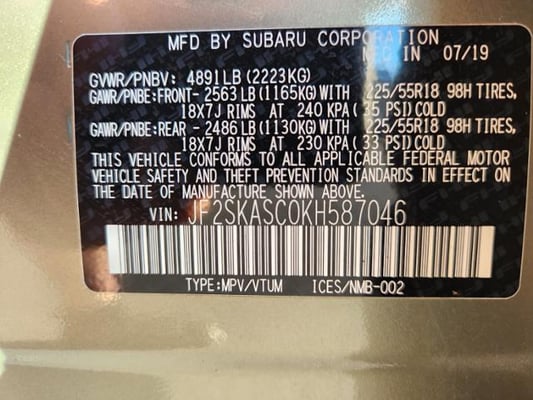 MFD BY SUBARU CORPORATION
MFG IN 07/19
GVWR/PNBV: 4891LB (2223KG)
GAWR/PNBE:FRONT- 2563LB (1165KG)WITH 225/55R18 98H TIRES,
18X7J RIMS AT 240 KPA (35 PSI)COLD
GAWR/PNBE:REAR - 2486LB (1130KG)WITH 225/55R18 98H TIRES,
18X7J RIMS AT 230 KPA (33 PSI)COLD
THIS VEHICLE CONFORMS TO ALL APPLICABLE FEDERAL MOTOR
VEHICLE SAFETY AND THEFT PREVENTION STANDARDS IN EFFECT ON
THE DATE OF MANUFACTURE SHOWN ABOVE.
VIN: JF2SKASC0KH587046
TYPE:MPV/VTUM ICES/NMB-002